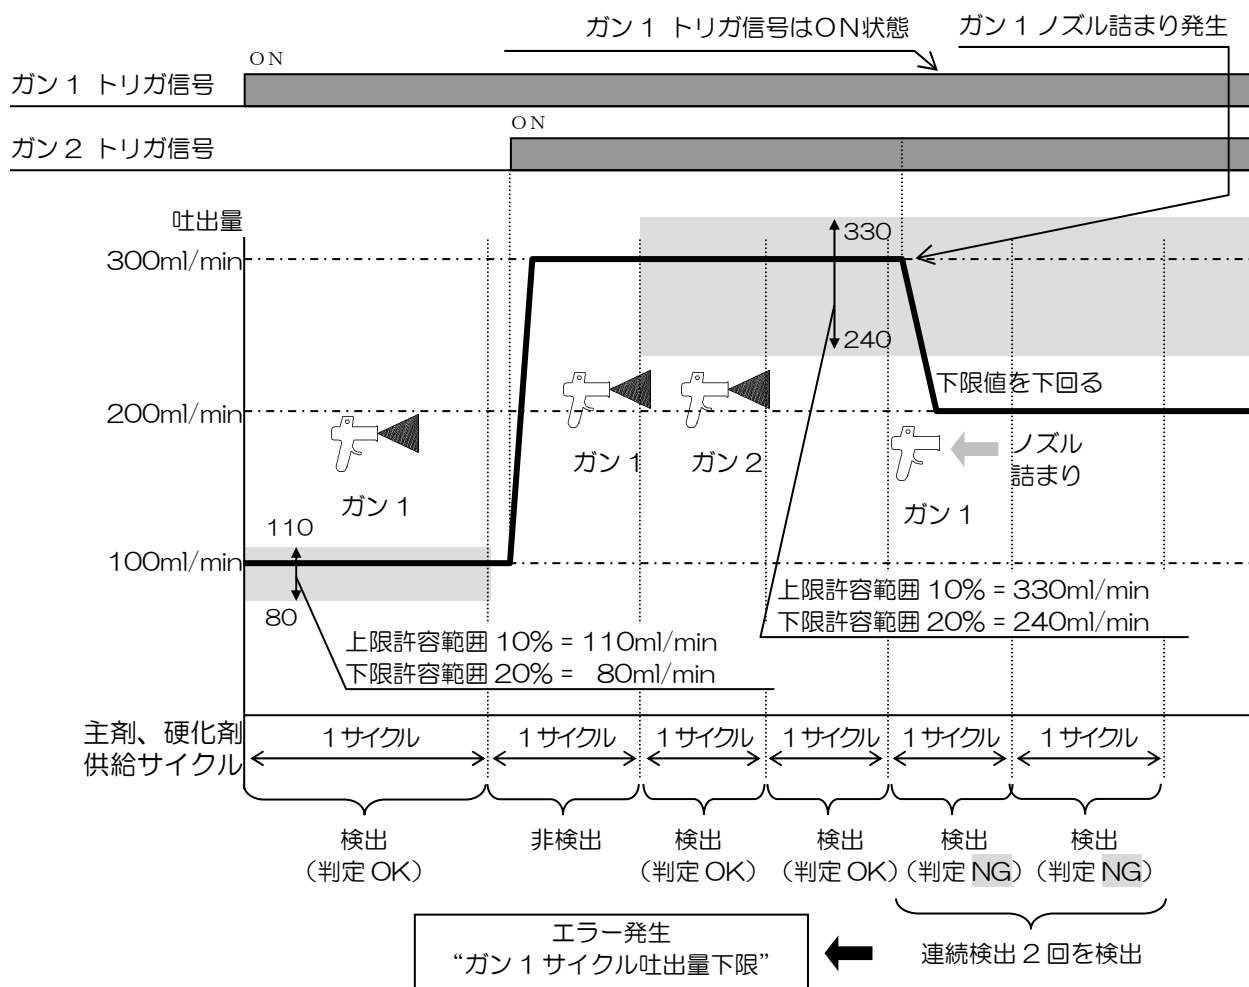 ガン1 トリガ信号はON状態
ガン1 ノズル詰まり発生
ON
ガン1 トリガ信号
ON
ガン2 トリガ信号
吐出量
330
300ml/min
240
下限値を下回る
200ml/min
ガン1
ガン2
ノズル
詰まり
ガン1
ガン1
110
100ml/min
80
上限許容範囲 10% = 330ml/min
下限許容範囲 20% = 240ml/min
上限許容範囲 10% = 110ml/min
下限許容範囲 20% = 80ml/min
主剤、硬化剤
供給サイクル
1サイクル
1サイクル
1サイクル
1サイクル
1サイクル
1サイクル
検出
(判定 OK)
非検出
検出
(判定 OK)
検出
(判定 OK)
検出
(判定 NG)
検出
(判定 NG)
エラー発生
“ガン1サイクル吐出量下限”
連続検出2回を検出